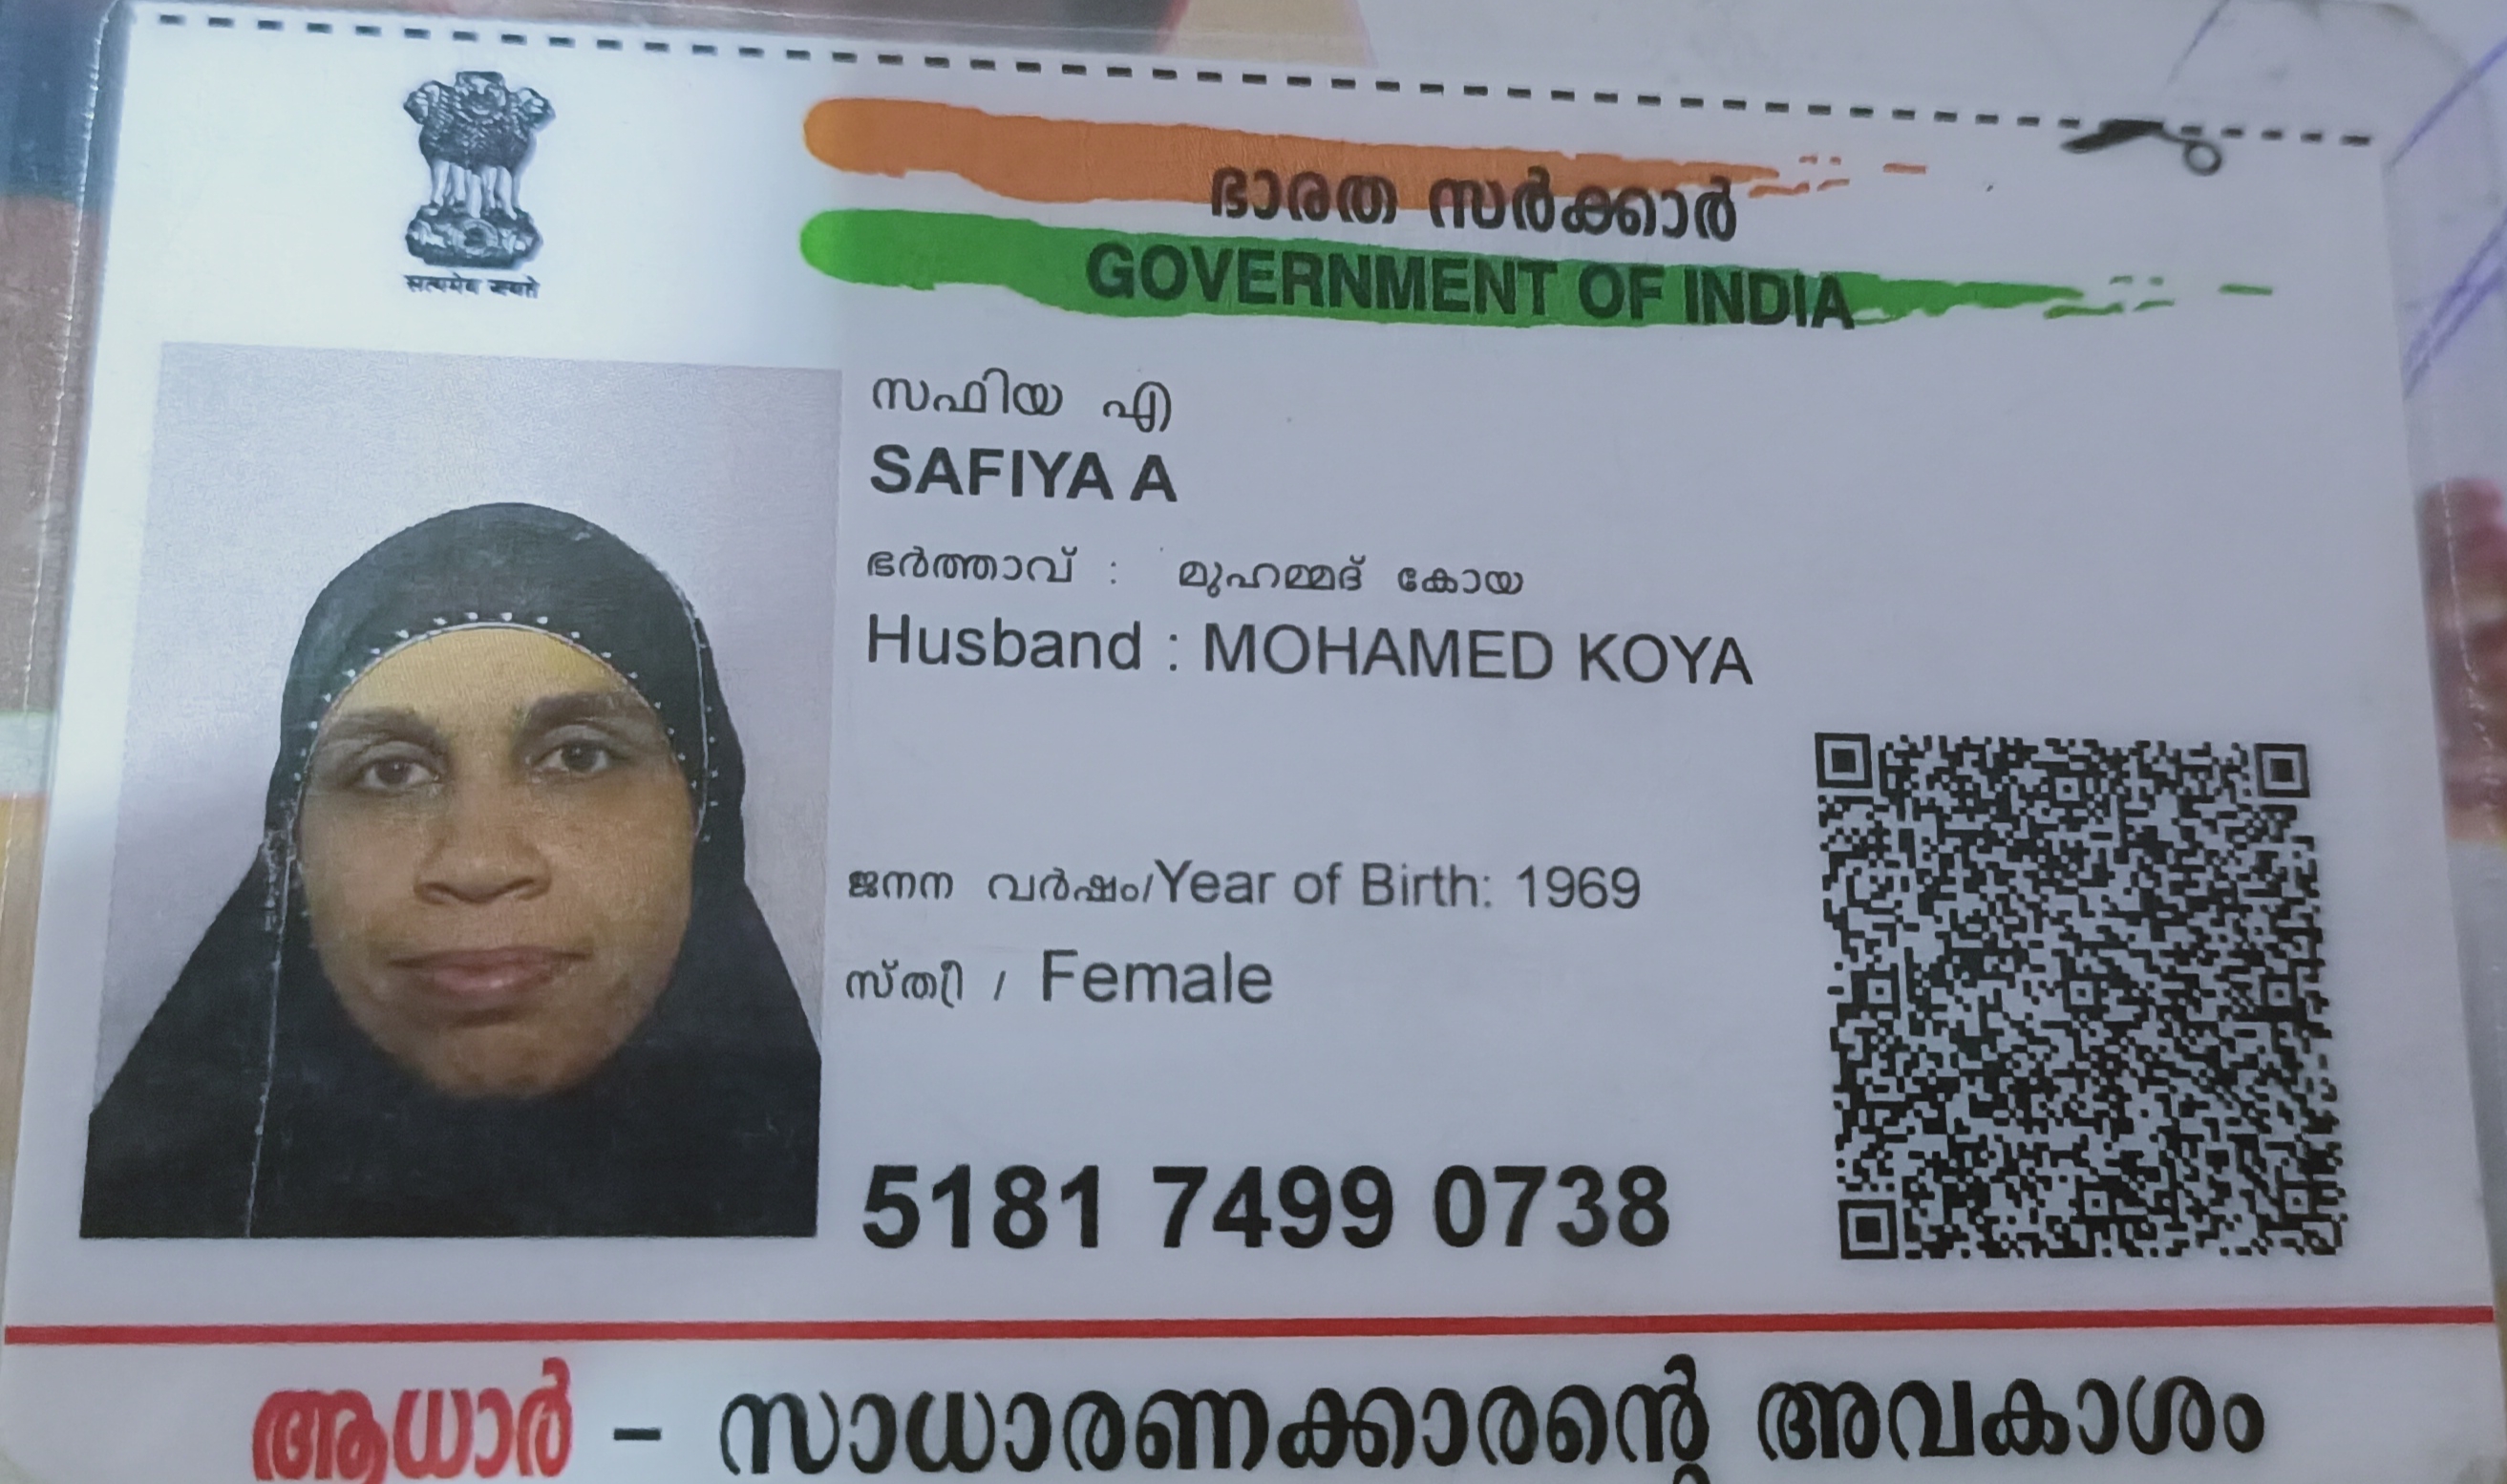 सत्यमेव जयते
ഭാരത സർക്കാർ
GOVERNMENT OF INDIA
സഫിയ എ
SAFIYA A
ഭർത്താവ് : മുഹമ്മദ് കോയ
Husband : MOHAMED KOYA
ജനന വർഷം/Year of Birth: 1969
സ്ത്രീ / Female
5181 7499 0738
ആധാർ – സാധാരണക്കാരന്റെ അവകാശം